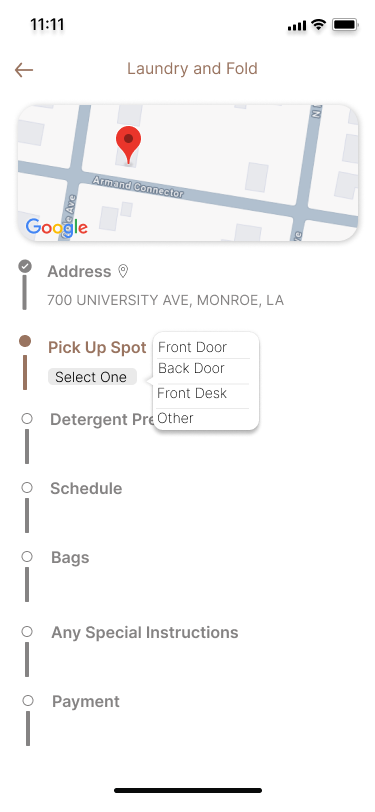 11:11
Laundry and Fold
Armand Connector
Google
Address
700 UNIVERSITY AVE, MONROE, LA
Pick Up Spot
Front Door
Select One
Back Door
Front Desk
Detergent Pre
Other
Schedule
Bags
Any Special Instructions
Payment